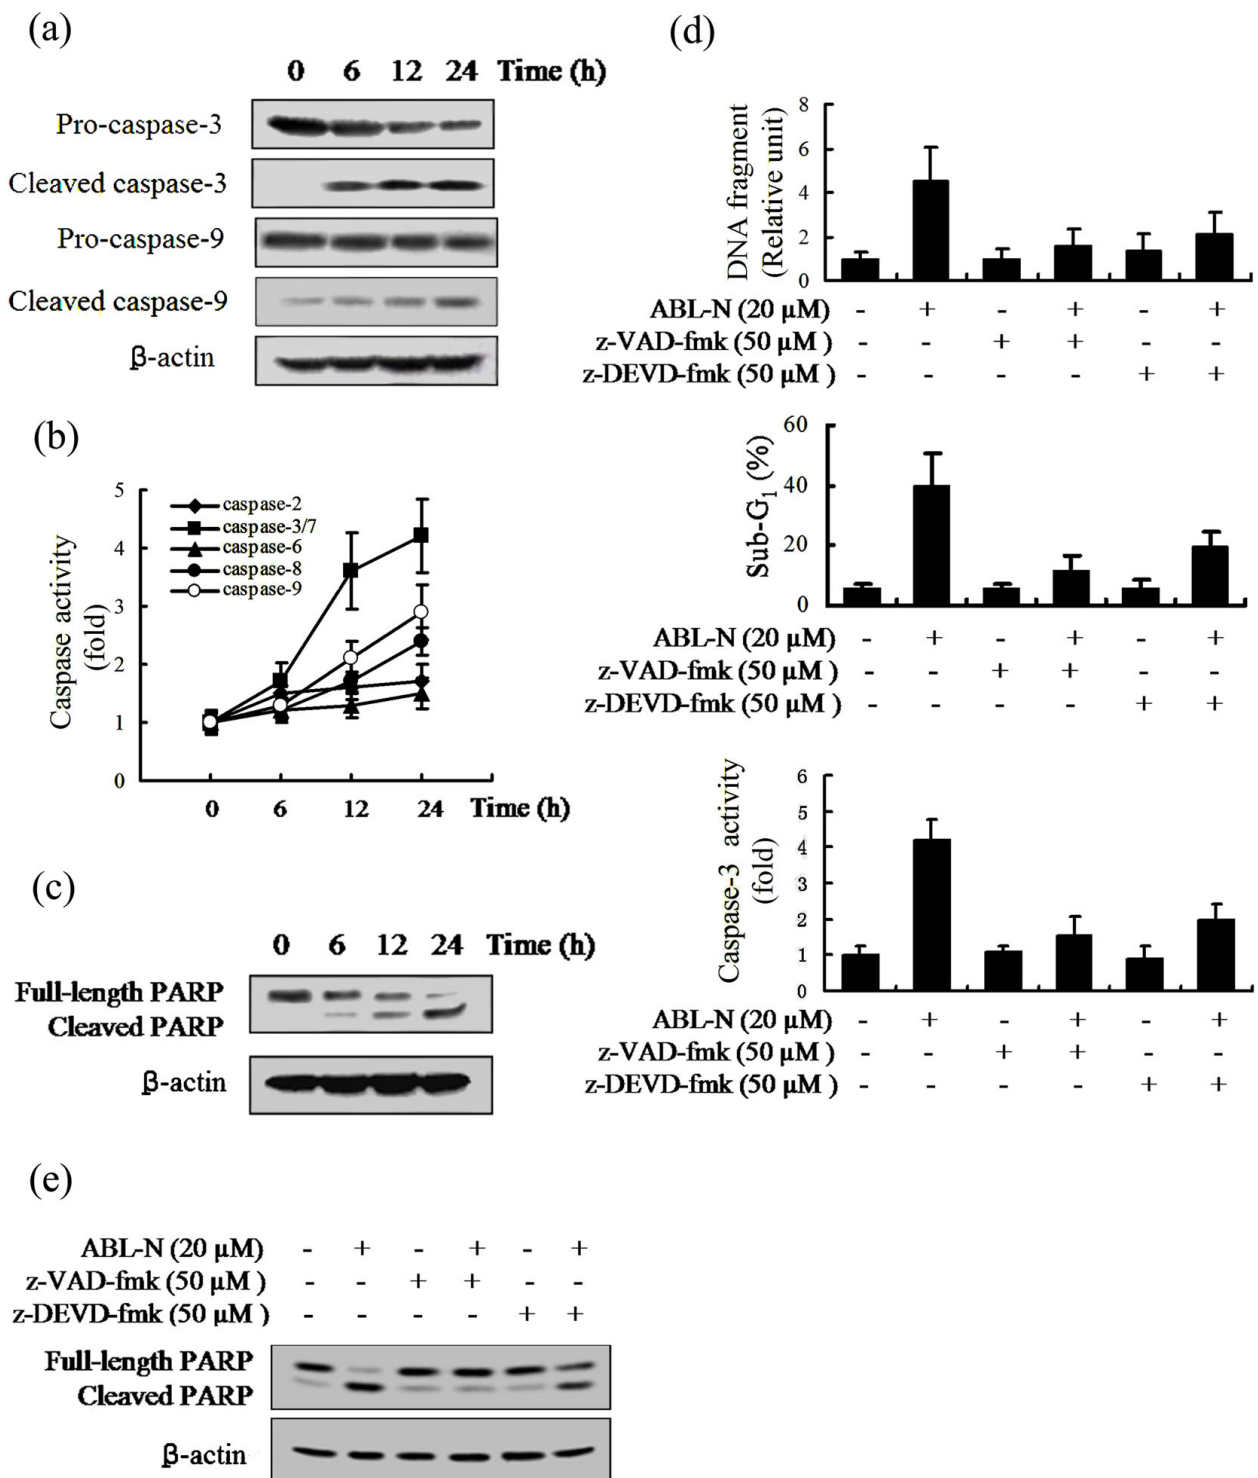 (a)
0 6 12 24 Time (h)
Pro-caspase-3
Cleaved caspase-3
Pro-caspase-9
Cleaved caspase-9
β-actin
(b)
Caspase activity
(fold)
5
4
3
2
1
0
caspase-2
caspase-3/7
caspase-6
caspase-8
caspase-9
0 6 12 24 Time (h)
(c)
0 6 12 24 Time (h)
Full-length PARP
Cleaved PARP
β-actin
(d)
DNA fragment
(Relative unit)
8
6
4
2
0
ABL-N (20 μM) - + - + - +
z-VAD-fmk (50 μM ) - - + + - -
z-DEVD-fmk (50 μM ) - - - - + +
Sub-G1 (%)
60
40
20
0
ABL-N (20 μM) - + - + - +
z-VAD-fmk (50 μM ) - - + + - -
z-DEVD-fmk (50 μM ) - - - - + +
Caspase-3 activity
(fold)
6
5
4
3
2
1
0
ABL-N (20 μM) - + - + - +
z-VAD-fmk (50 μM ) - - + + - -
z-DEVD-fmk (50 μM ) - - - - + +
(e)
ABL-N (20 μM) - + - + - +
z-VAD-fmk (50 μM ) - - + + - -
z-DEVD-fmk (50 μM ) - - - - + +
Full-length PARP
Cleaved PARP
β-actin